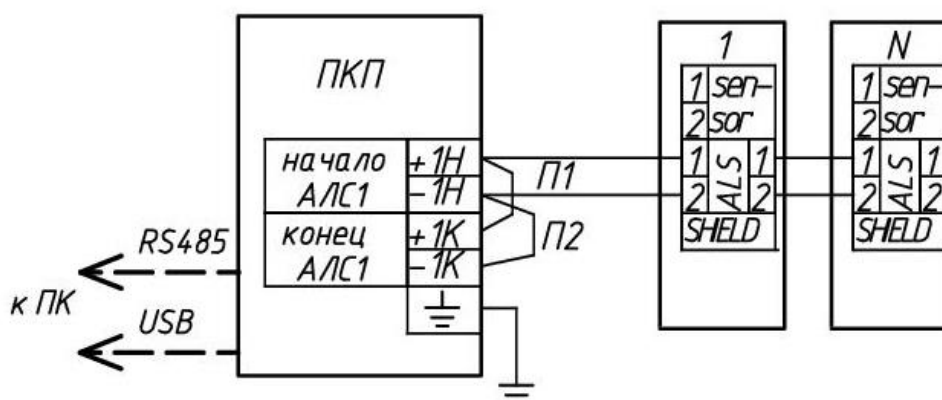 ПКП
начало
АЛС1
+1Н
-1Н
конец
АЛС1
+1К
-1К
П1
П2
RS485
к ПК
USB
1
1 sen-
2 sor
1 ALS 1
2 2
SHELD
N
1 sen-
2 sor
1 ALS 1
2 2
SHELD